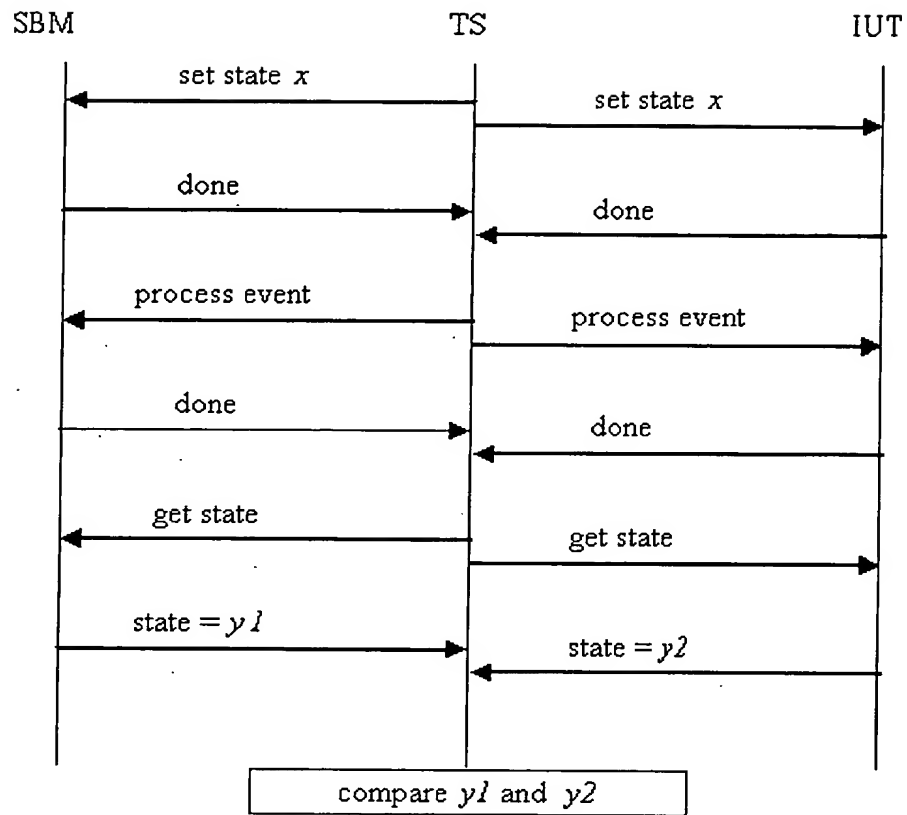 SBM TS IUT
set state x
set state x
done
done
process event
process event
done
done
get state
get state
state = y1
state = y2
compare y1 and y2